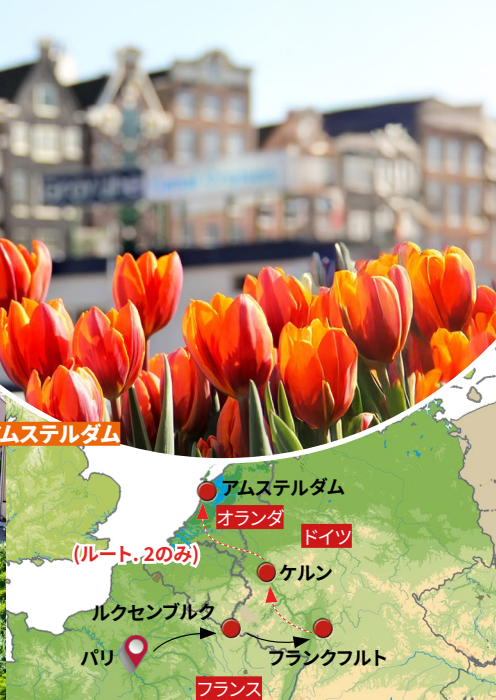 ムステルダム
アムステルダム
オランダ
ドイツ
(ルート. 2のみ)
ケルン
ルクセンブルク
パリ
フランクフルト
フランス